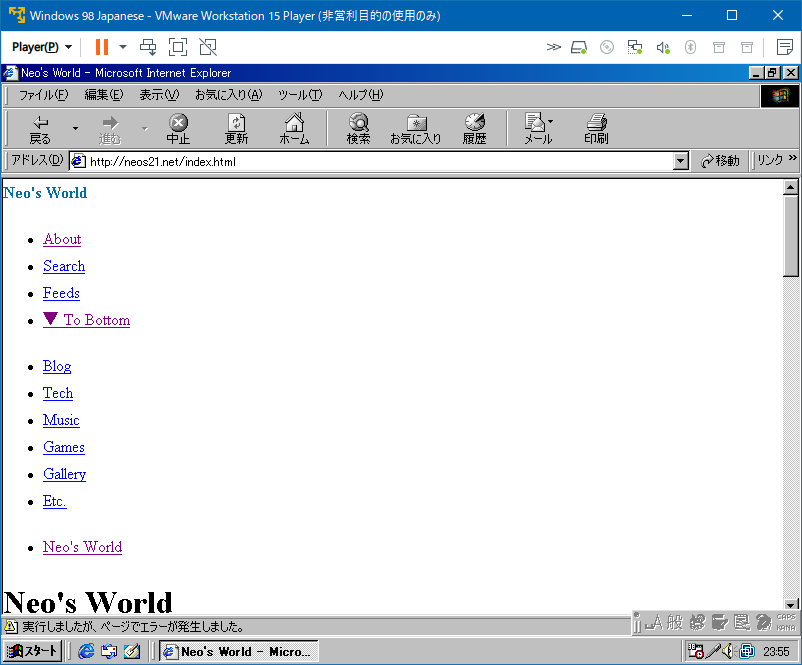 Windows 98 Japanese - VMware Workstation 15 Player (非営利目的の使用のみ)
Player(P)
Neo's World - Microsoft Internet Explorer
ファイル(F) 編集(E) 表示(V) お気に入り(A) ツール(T) ヘルプ(H)
戻る 進む 中止 更新 ホーム 検索 お気に入り 履歴 メール 印刷
アドレス(D) http://neos21.net/index.html 移動 リンク »
Neo's World
About
Search
Feeds
▼ To Bottom
Blog
Tech
Music
Games
Gallery
Etc.
Neo's World
Neo's World
実行しましたが、ページでエラーが発生しました。
A 般 CAPS
KANA
スタート Neo's World - Micro... 23:55